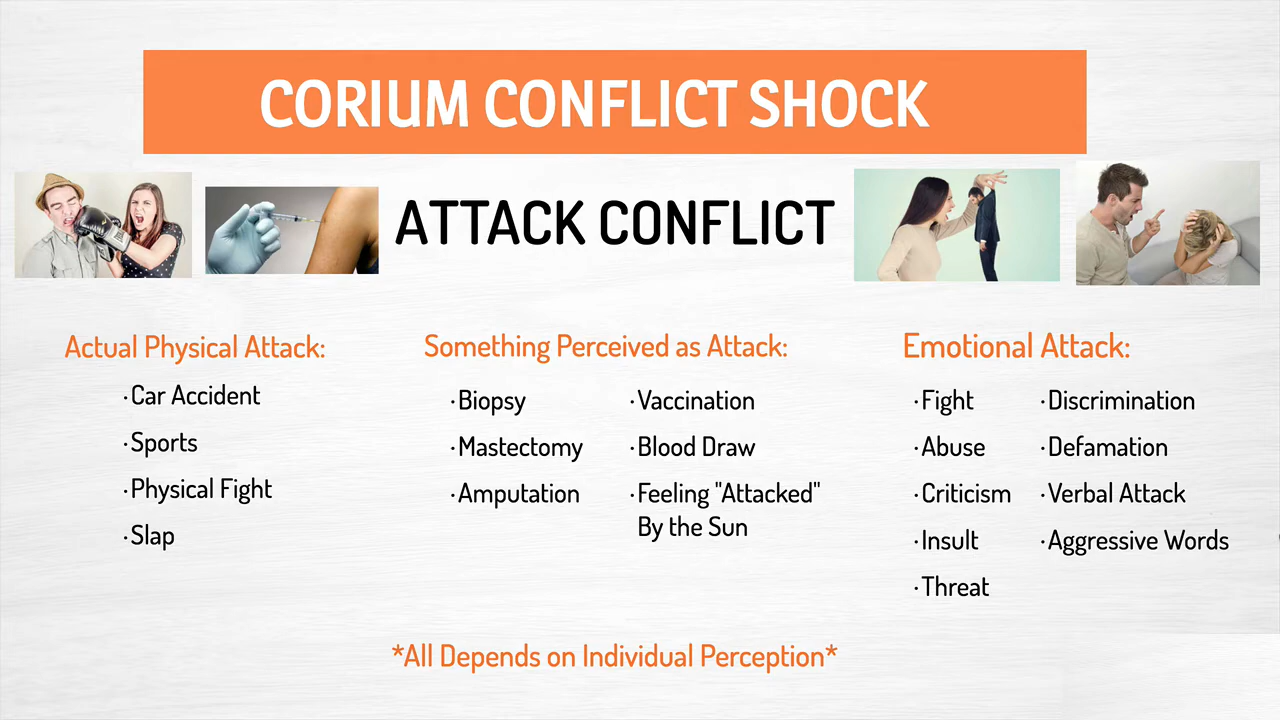 CORIUM CONFLICT SHOCK
ATTACK CONFLICT
Actual Physical Attack:
·Car Accident
·Sports
·Physical Fight
·Slap
Something Perceived as Attack:
·Biopsy
·Mastectomy
·Amputation
·Vaccination
·Blood Draw
·Feeling "Attacked"
By the Sun
Emotional Attack:
·Fight
·Abuse
·Criticism
·Insult
·Threat
·Discrimination
·Defamation
·Verbal Attack
·Aggressive Words
*All Depends on Individual Perception*